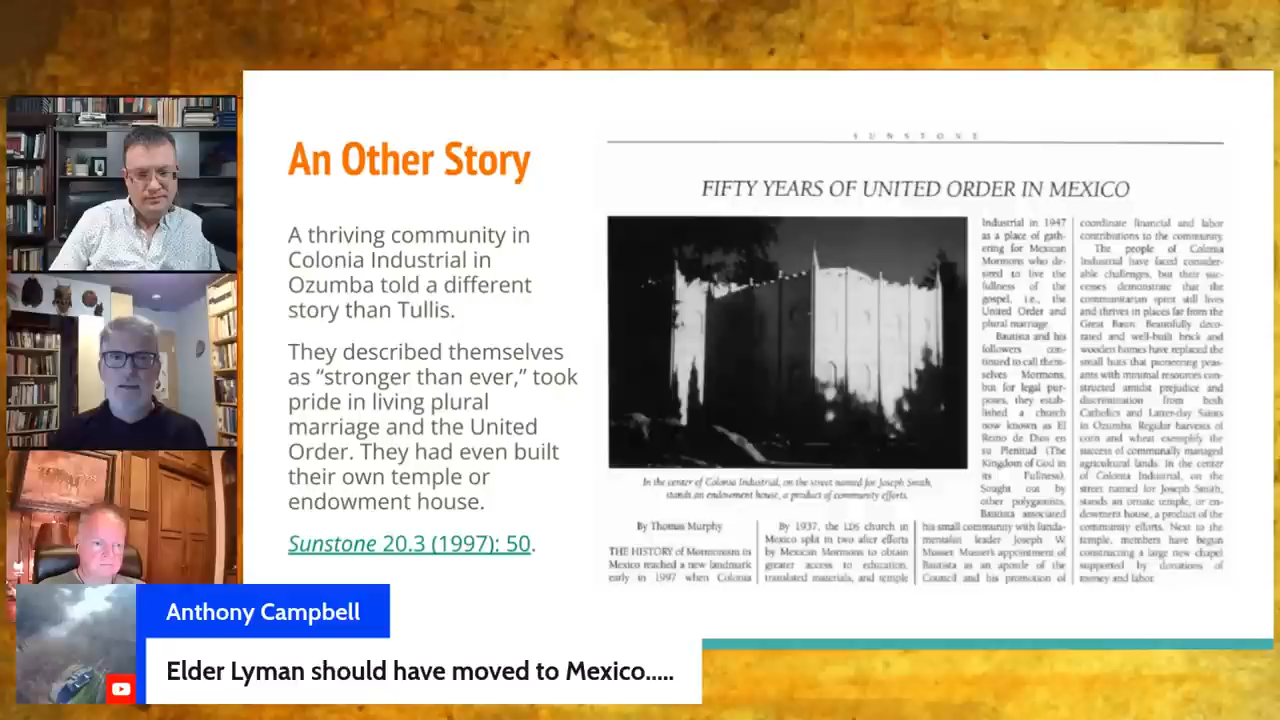 An Other Story
A thriving community in
Colonia Industrial in
Ozumba told a different
story than Tullis.
They described themselves
as “stronger than ever,” took
pride in living plural
marriage and the United
Order. They had even built
their own temple or
endowment house.
Sunstone 20.3 (1997): 50.
SUNSTONE
FIFTY YEARS OF UNITED ORDER IN MEXICO
In the center of Colonia Industrial, on the street named for Joseph Smith,
stands an endowment house, a product of community efforts.
By Thomas Murphy
THE HISTORY of Mormonism in
Mexico reached a new landmark
early in 1997 when Colonia
By 1937, the LDS church in
Mexico split in two after efforts
by Mexican Mormons to obtain
greater access to education,
translated materials, and temple
Industrial in 1947
as a place of gath-
ering for Mexican
Mormons who de-
sired to live the
fullness of the
gospel, i.e., the
United Order and
plural marriage.
Bautista and his
followers con-
tinued to call them-
selves Mormons,
but for legal pur-
poses, they estab-
lished a church
now known as El
Reino de Dios en
su Plenitud (The
Kingdom of God in
its Fullness).
Sought out by
other polygamists,
Bautista associated
his small community with funda-
mentalist leader Joseph W.
Musser. Musser's appointment of
Bautista as an apostle of the
Council and his promotion of
coordinate financial and labor
contributions to the community.
The people of Colonia
Industrial have faced consider-
able challenges, but their suc-
cesses demonstrate that the
communitarian spirit still lives
and thrives in places far from the
Great Basin. Beautifully deco-
rated and well-built brick and
wooden homes have replaced the
small huts that pioneering peas-
ants with minimal resources con-
structed amidst prejudice and
discrimination from both
Catholics and Latter-day Saints
in Ozumba. Regular harvests of
corn and wheat exemplify the
success of communally managed
agricultural lands. In the center
of Colonia Industrial, on the
street named for Joseph Smith,
stands an ornate temple, or en-
dowment house, a product of the
community efforts. Next to the
temple, members have begun
constructing a large new chapel
supported by donations of
money and labor.
Anthony Campbell
Elder Lyman should have moved to Mexico.....